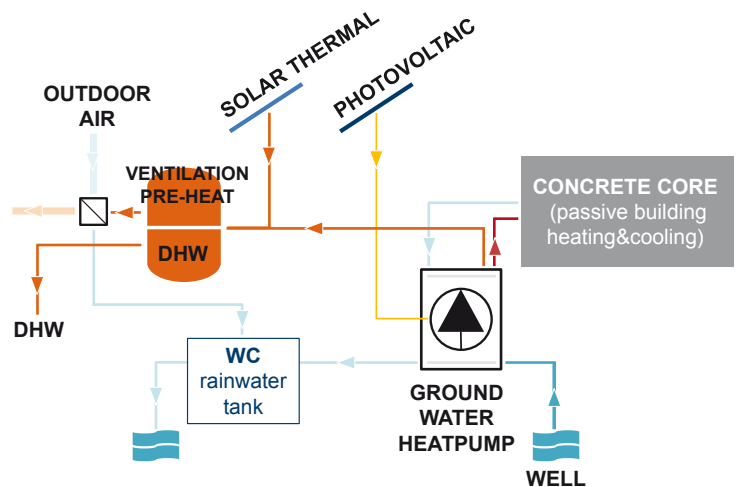 SOLAR THERMAL
PHOTOVOLTAIC
OUTDOOR
AIR
VENTILATION
PRE-HEAT
DHW
DHW
CONCRETE CORE
(passive building
heating&cooling)
WC
rainwater
tank
GROUND
WATER
HEATPUMP
WELL